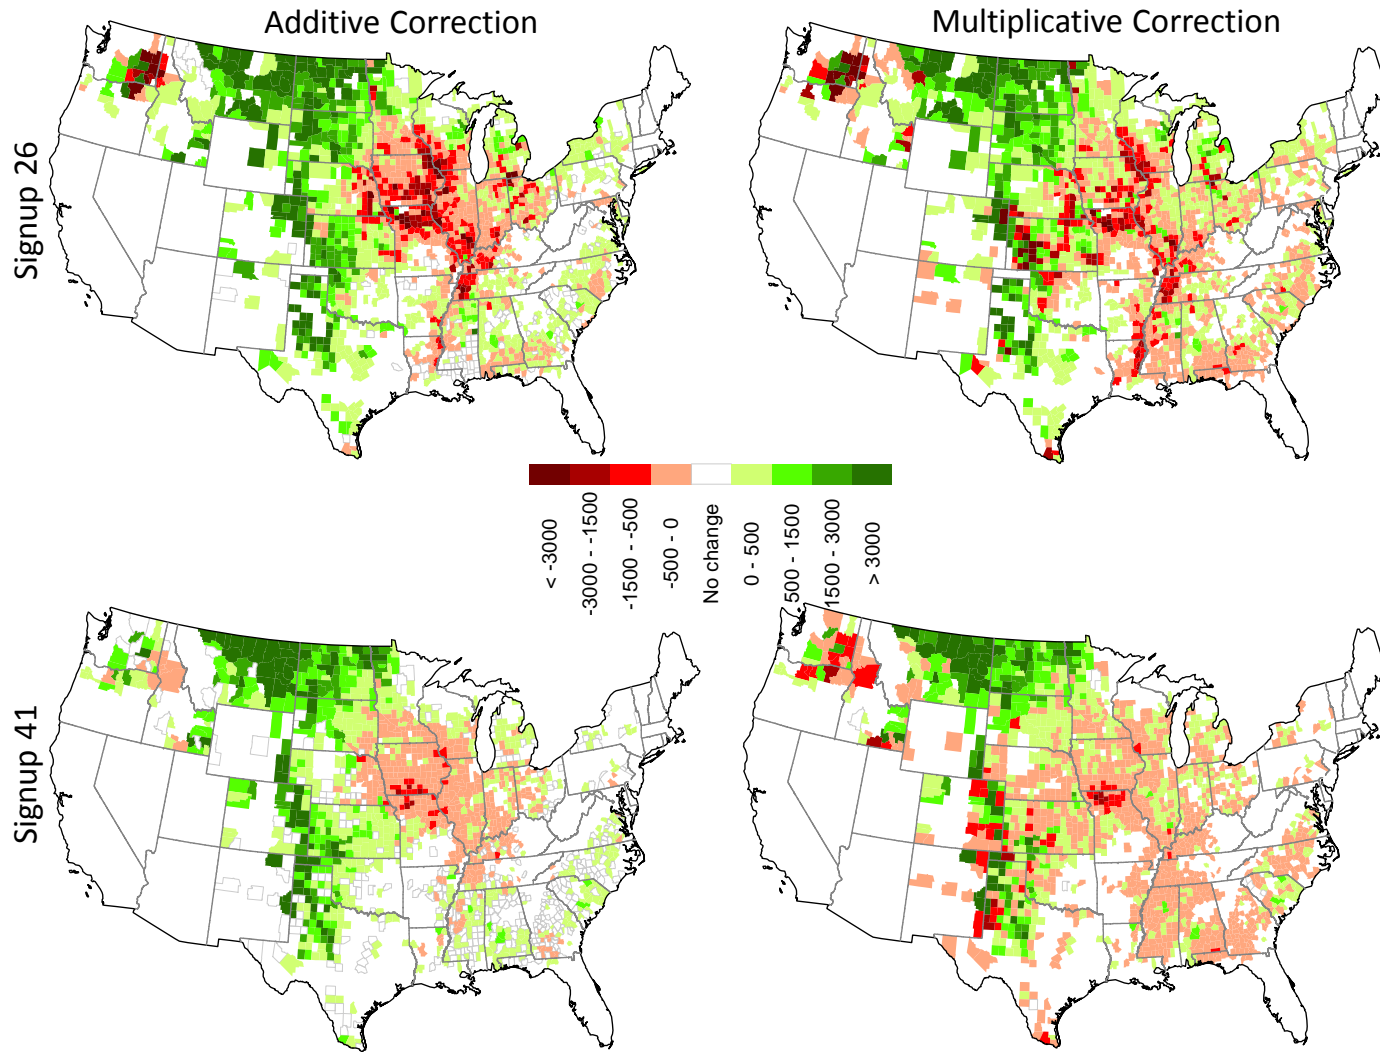 Additive Correction
Multiplicative Correction
Signup 26
< -3000
-3000 - -1500
-1500 - -500
-500 - 0
No change
0 - 500
500 - 1500
1500 - 3000
> 3000
Signup 41